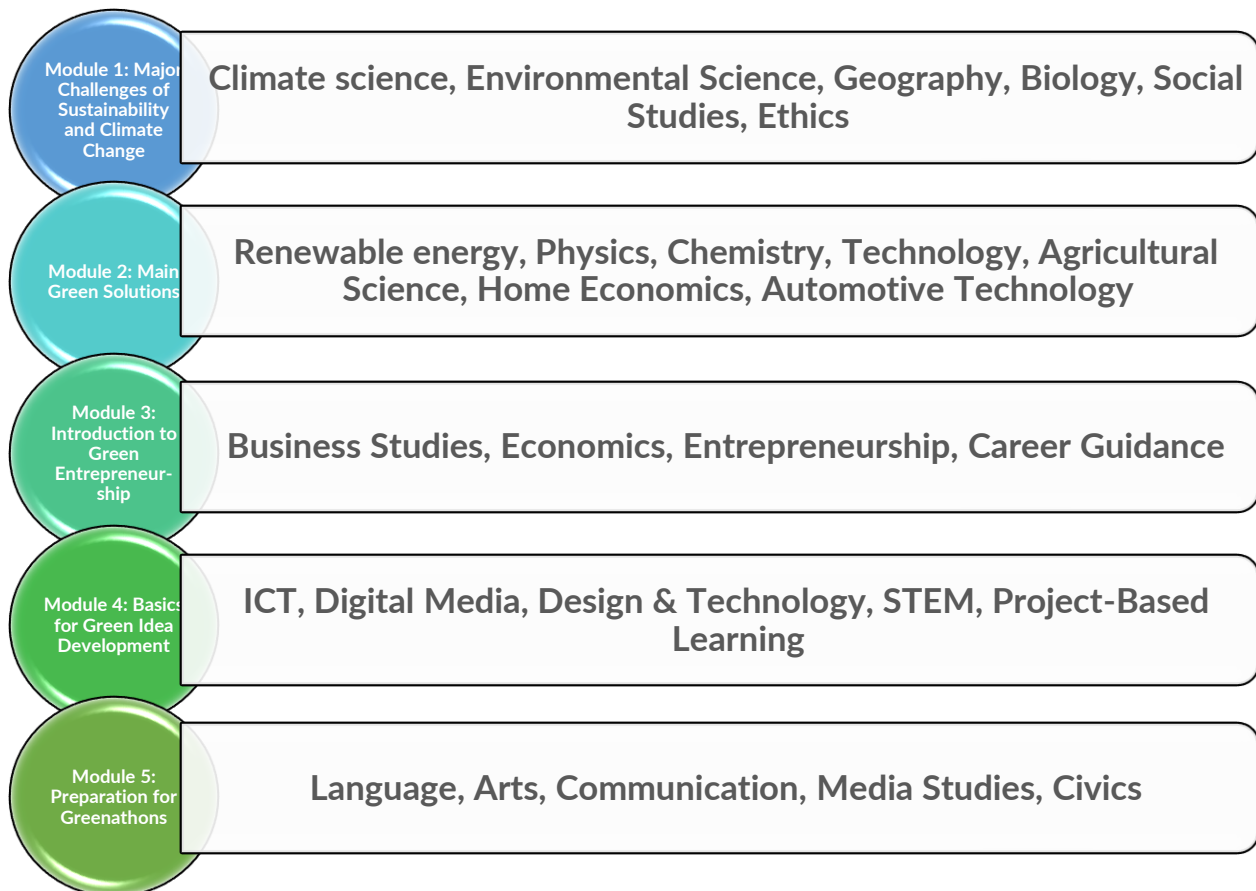 Module 1: Major
Challenges of
Sustainability
and Climate
Change
Climate science, Environmental Science, Geography, Biology, Social
Studies, Ethics
Module 2: Main
Green Solutions
Renewable energy, Physics, Chemistry, Technology, Agricultural
Science, Home Economics, Automotive Technology
Module 3:
Introduction to
Green
Entrepreneur-
ship
Business Studies, Economics, Entrepreneurship, Career Guidance
Module 4: Basics
for Green Idea
Development
ICT, Digital Media, Design & Technology, STEM, Project-Based
Learning
Module 5:
Preparation for
Greenathons
Language, Arts, Communication, Media Studies, Civics